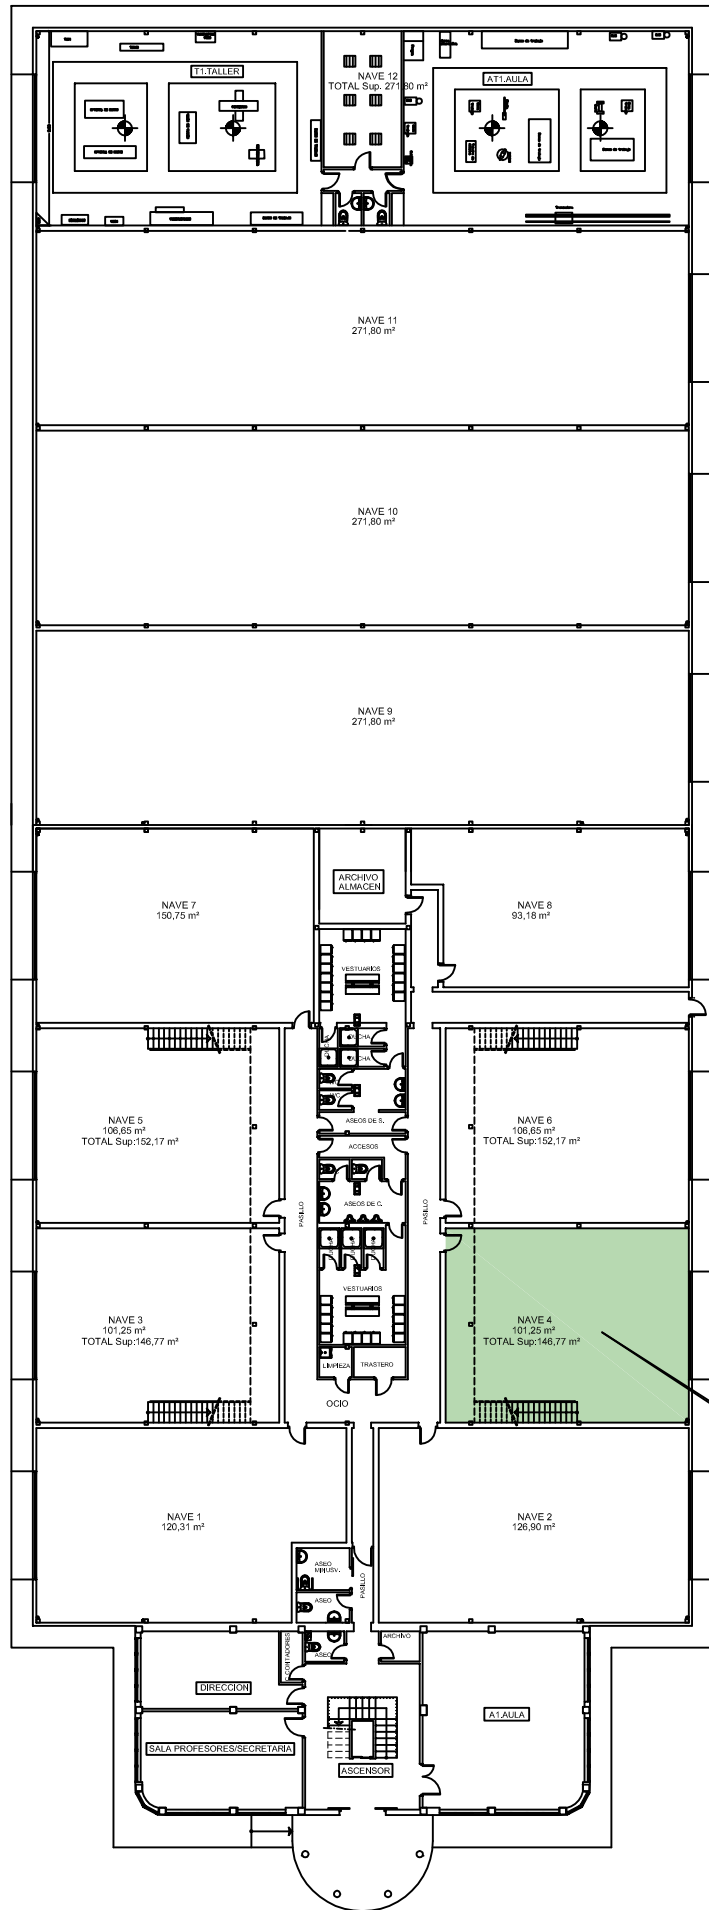 T1.TALLER
NAVE 12
TOTAL Sup. 271,80 m²
AT1.AULA
NAVE 11
271,80 m²
NAVE 10
271,80 m²
NAVE 9
271,80 m²
ARCHIVO
ALMACEN
NAVE 7
150,75 m²
NAVE 8
93,18 m²
VESTUARIOS
DUCHA
DUCHA
ASEOS DE S.
ACCESOS
NAVE 5
106,65 m²
TOTAL Sup:152,17 m²
NAVE 6
106,65 m²
TOTAL Sup:152,17 m²
ASEOS DE C.
PASILLO
PASILLO
VESTUARIOS
NAVE 3
101,25 m²
TOTAL Sup:146,77 m²
NAVE 4
101,25 m²
TOTAL Sup:146,77 m²
LIMPIEZA
TRASTERO
OCIO
NAVE 1
120,31 m²
NAVE 2
126,90 m²
ASEO
MINUSV.
PASILLO
ASEO
ASEO
ARCHIVO
C.CONTADORES
DIRECCION
A1.AULA
SALA PROFESORES/SECRETARIA
ASCENSOR